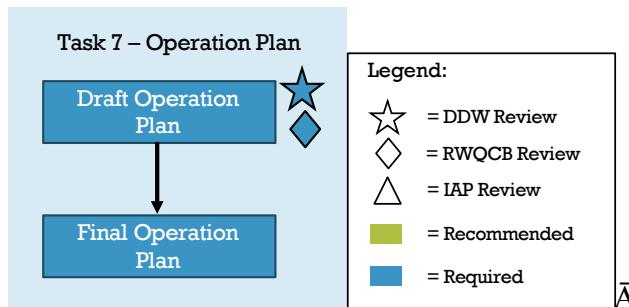 Task 7 – Operation Plan
Draft Operation
Plan
Final Operation
Plan
Legend:
= DDW Review
= RWQCB Review
= IAP Review
= Recommended
= Required